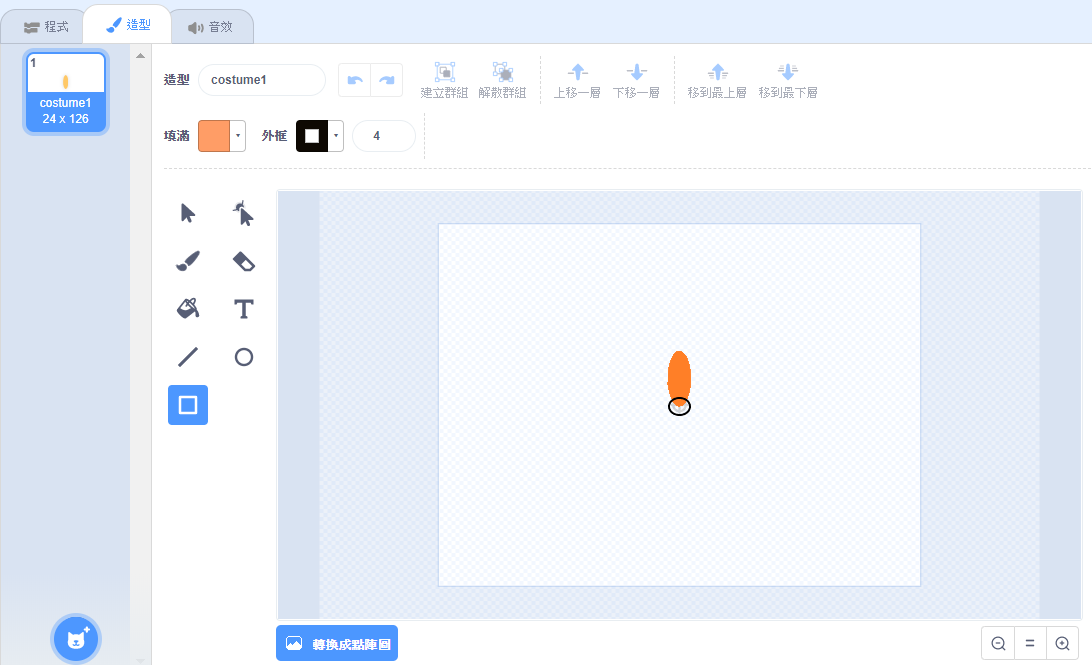 程式
造型
音效
1
costume1
24 x 126
造型
costume1
建立群組
解散群組
上移一層
下移一層
移到最上層
移到最下層
填滿
外框
4
轉換成點陣圖